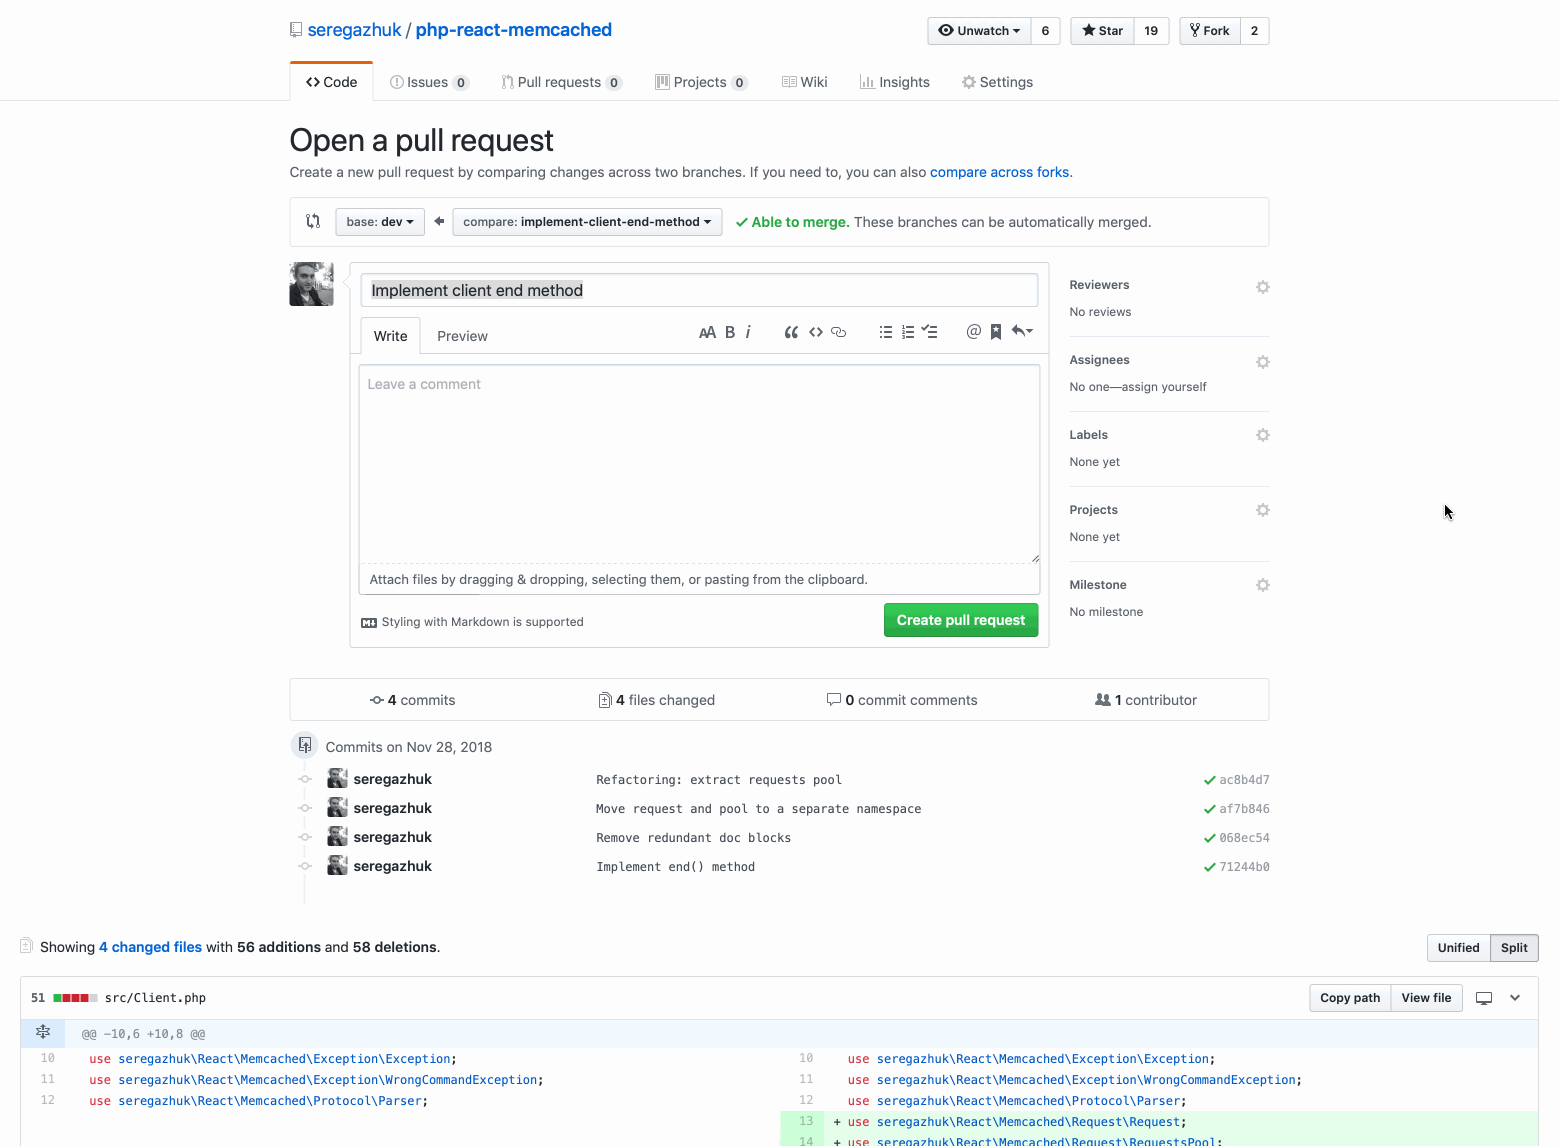 seregazhuk / php-react-memcached
Unwatch 6 Star 19 Fork 2
Code Issues 0 Pull requests 0 Projects 0 Wiki Insights Settings
Open a pull request
Create a new pull request by comparing changes across two branches. If you need to, you can also compare across forks.
base: dev compare: implement-client-end-method Able to merge. These branches can be automatically merged.
Implement client end method
Write Preview
AA B i @
Leave a comment
Attach files by dragging & dropping, selecting them, or pasting from the clipboard.
Styling with Markdown is supported
Create pull request
Reviewers
No reviews
Assignees
No one—assign yourself
Labels
None yet
Projects
None yet
Milestone
No milestone
4 commits 4 files changed 0 commit comments 1 contributor
Commits on Nov 28, 2018
seregazhuk Refactoring: extract requests pool ac8b4d7
seregazhuk Move request and pool to a separate namespace af7b846
seregazhuk Remove redundant doc blocks 068ec54
seregazhuk Implement end() method 71244b0
Showing 4 changed files with 56 additions and 58 deletions.
Unified Split
51 src/Client.php
Copy path View file
@@ -10,6 +10,8 @@
10 use seregazhuk\React\Memcached\Exception\Exception; 10 use seregazhuk\React\Memcached\Exception\Exception;
11 use seregazhuk\React\Memcached\Exception\WrongCommandException; 11 use seregazhuk\React\Memcached\Exception\WrongCommandException;
12 use seregazhuk\React\Memcached\Protocol\Parser; 12 use seregazhuk\React\Memcached\Protocol\Parser;
13 + use seregazhuk\React\Memcached\Request\Request;
14 + use seregazhuk\React\Memcached\Request\RequestsPool;